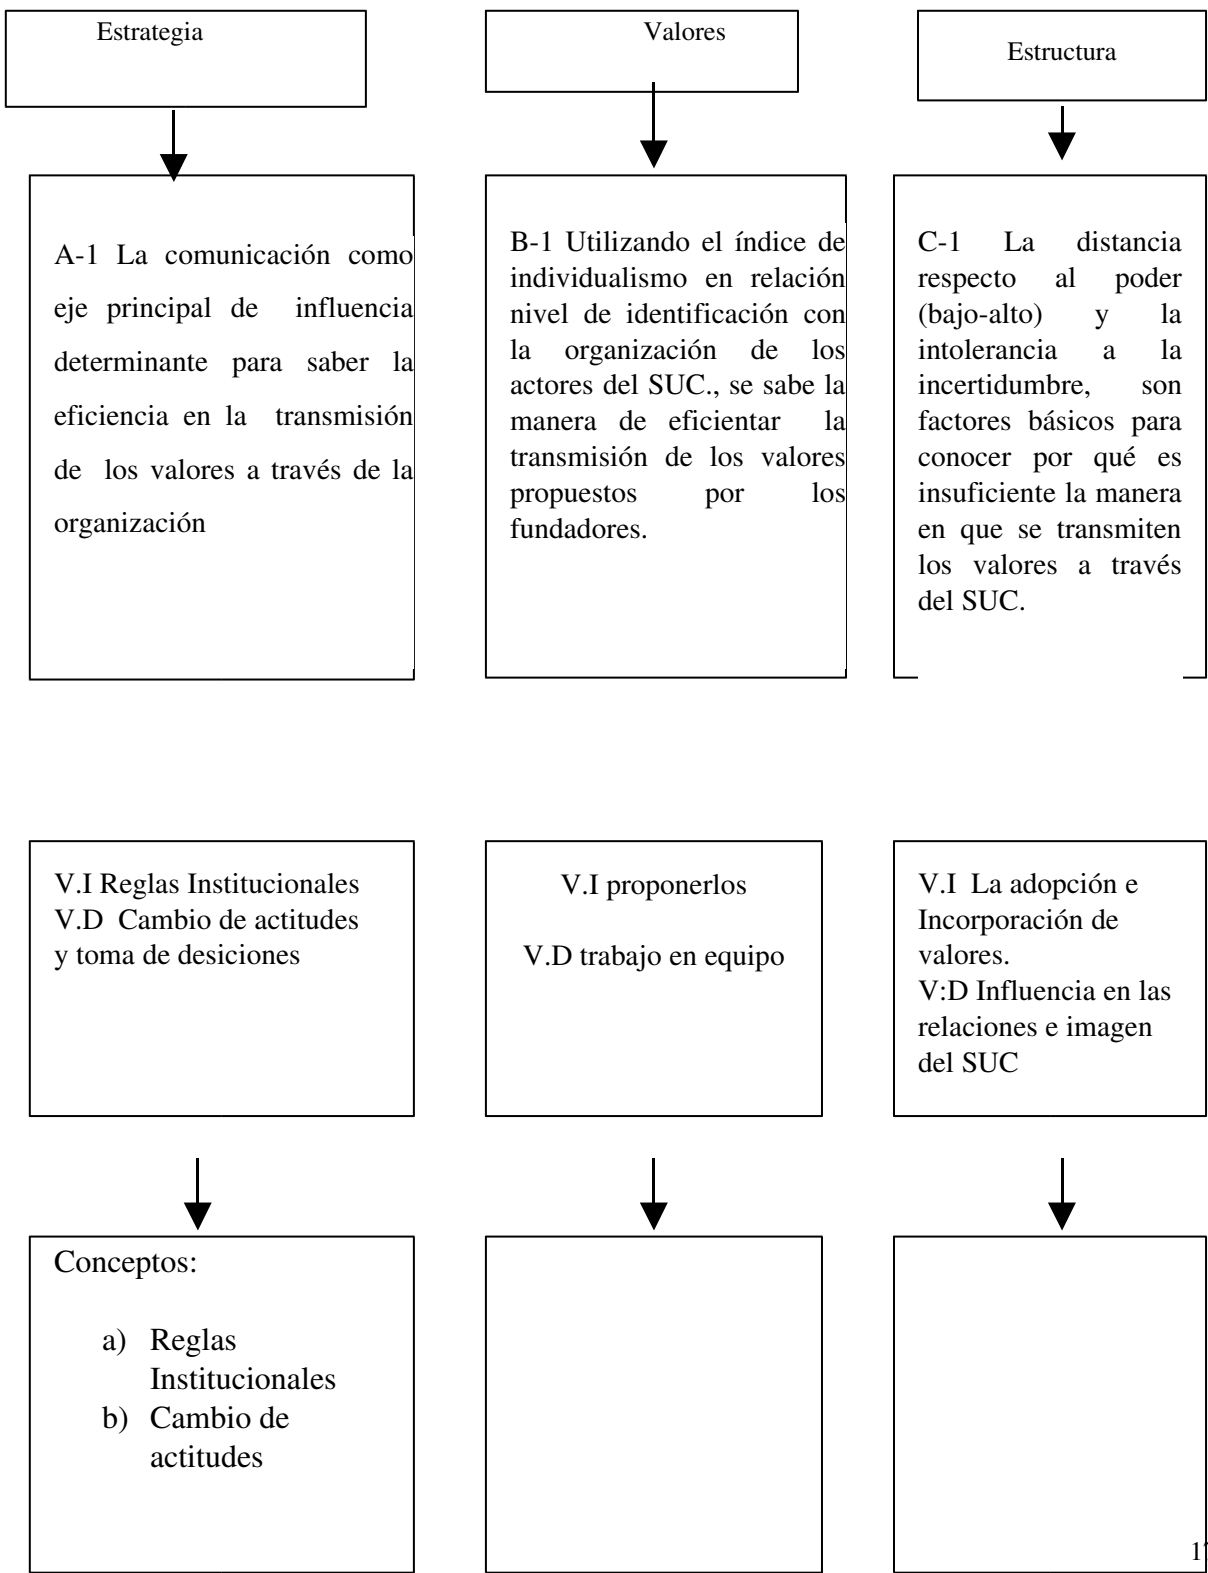 Estrategia
Valores
Estructura
A-1 La comunicación como
eje principal de influencia
determinante para saber la
eficiencia en la transmisión
de los valores a través de la
organización
B-1 Utilizando el índice de
individualismo en relación
nivel de identificación con
la organización de los
actores del SUC., se sabe la
manera de eficientar la
transmisión de los valores
propuestos por los
fundadores.
C-1 La distancia
respecto al poder
(bajo-alto) y la
intolerancia a la
incertidumbre, son
factores básicos para
conocer por qué es
insuficiente la manera
en que se transmiten
los valores a través
del SUC.
V.I Reglas Institucionales
V.D Cambio de actitudes
y toma de desiciones
V.I proponerlos
V.D trabajo en equipo
V.I La adopción e
Incorporación de
valores.
V:D Influencia en las
relaciones e imagen
del SUC
Conceptos:
a) Reglas
Institucionales
b) Cambio de
actitudes